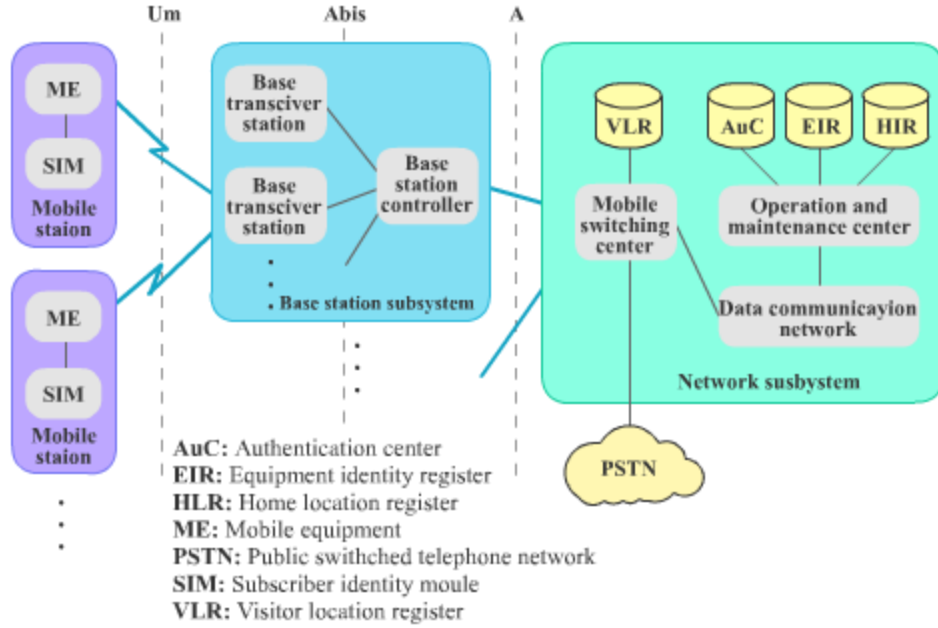 Um
Abis
A
ME
SIM
Mobile
staion
ME
SIM
Mobile
staion
Base
transciver
station
Base
transciver
station
Base
station
controller
Base station subsystem
VLR
AuC
EIR
HIR
Mobile
switching
center
Operation and
maintenance center
Data communicayion
network
Network susbystem
PSTN
AuC: Authentication center
EIR: Equipment identity register
HLR: Home location register
ME: Mobile equipment
PSTN: Public swithched telephone network
SIM: Subscriber identity moule
VLR: Visitor location register